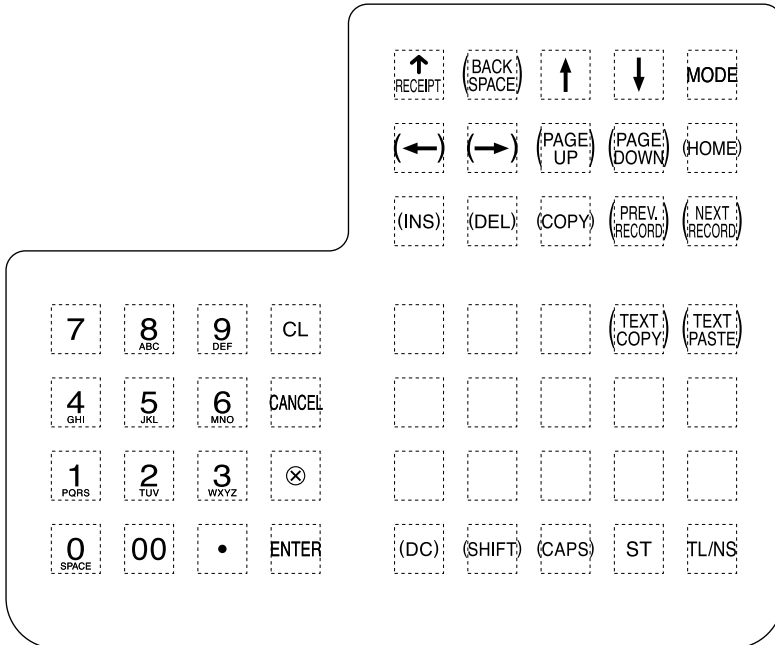 ↑ (BACK ↑ ↓ MODE
RECEIPT SPACE)
(←) (→) (PAGE (PAGE (HOME)
UP) DOWN)
(INS) (DEL) (COPY) (PREV. (NEXT
RECORD) RECORD)
7 8 9 CL (TEXT (TEXT
ABC DEF COPY) PASTE)
4 5 6 CANCEL
GHI JKL MNO
1 2 3 ⊗
PQRS TUV WXYZ
0 00 • ENTER (DC) (SHIFT) (CAPS) ST TL/NS
SPACE